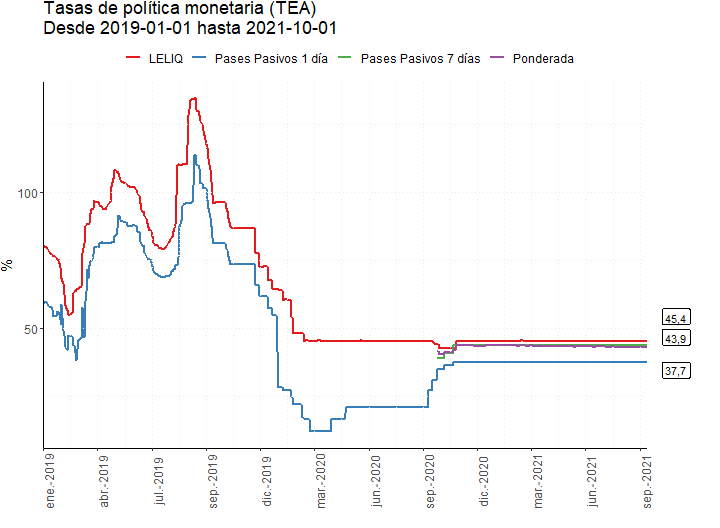 Tasas de política monetaria (TEA)
Desde 2019-01-01 hasta 2021-10-01
LELIQ Pases Pasivos 1 día Pases Pasivos 7 días Ponderada
%
100
50
45,4
43,9
37,7
ene.-2019
abr.-2019
jul.-2019
sep.-2019
dic.-2019
mar.-2020
jun.-2020
sep.-2020
dic.-2020
mar.-2021
jun.-2021
sep.-2021